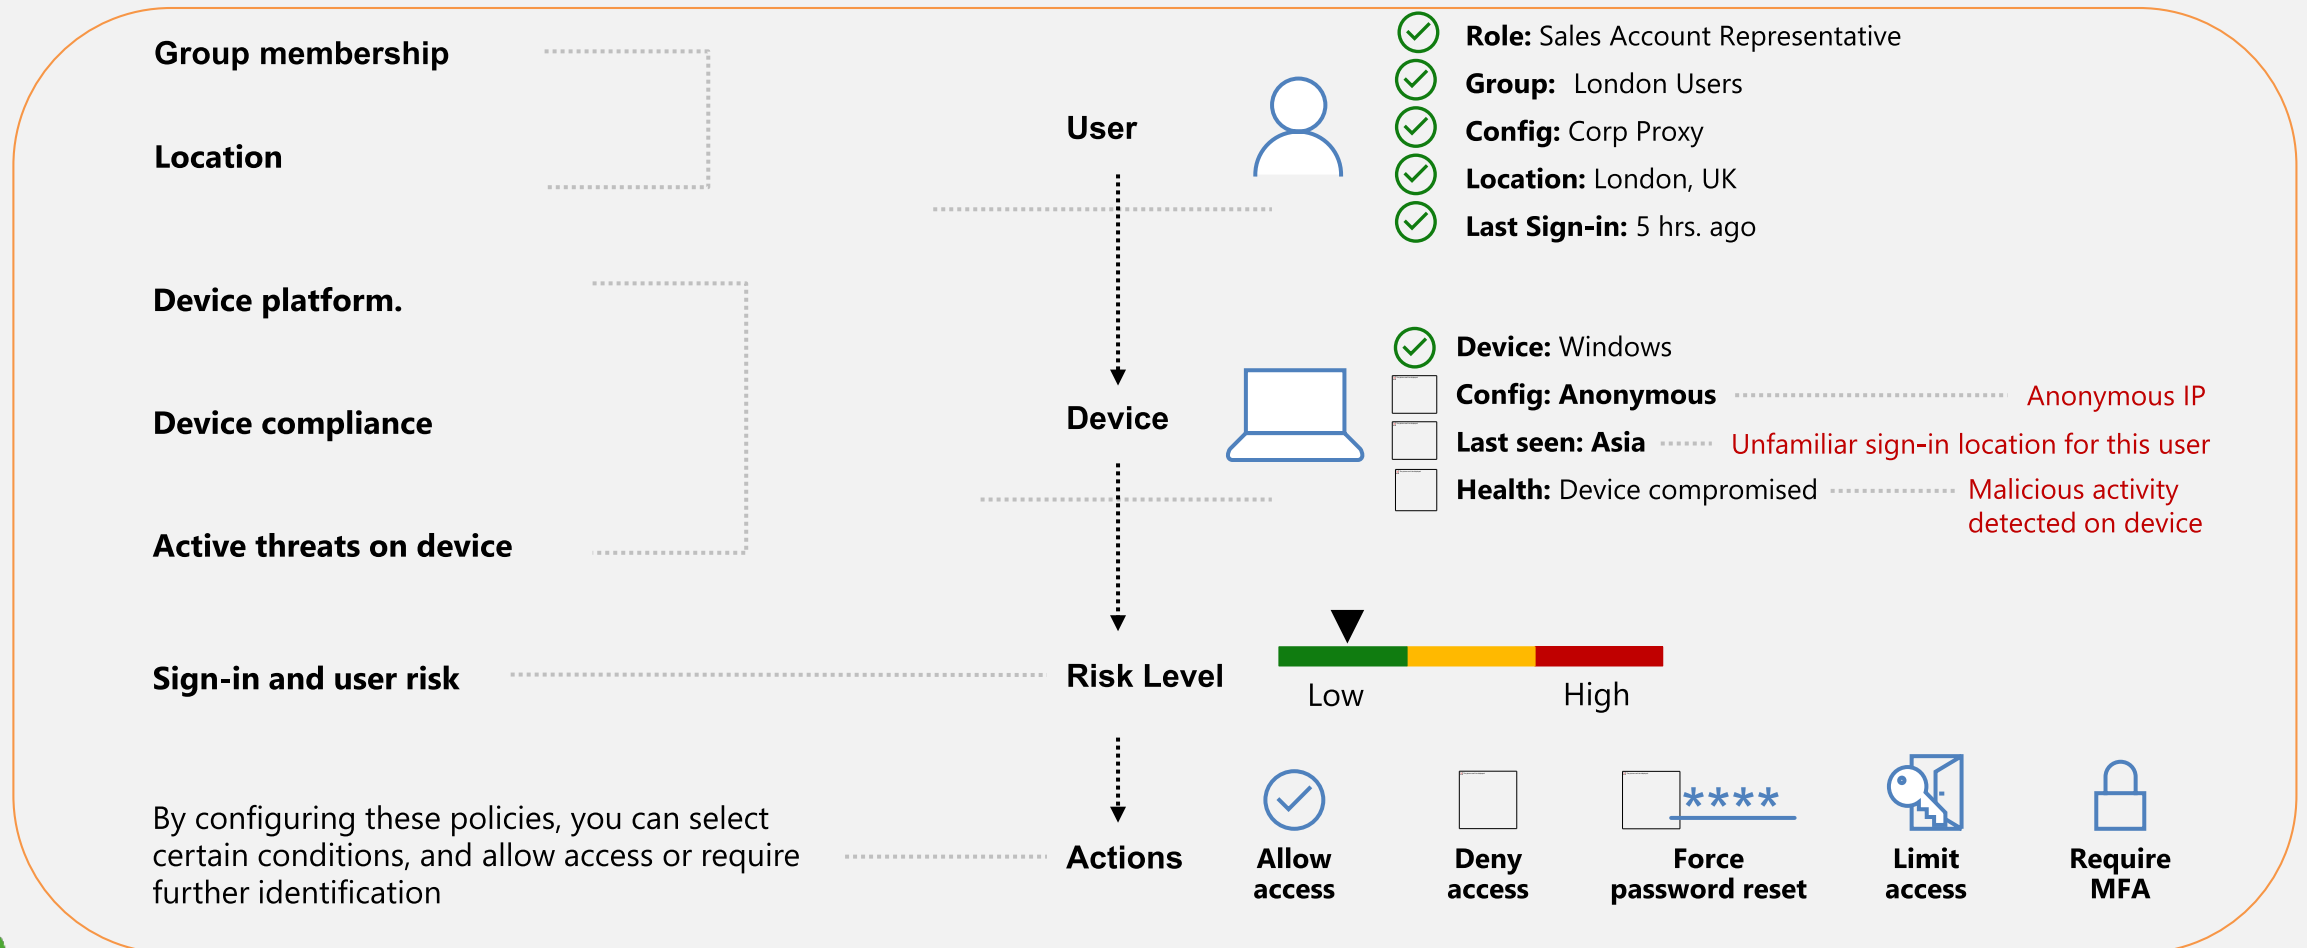 Group membership
Location
Device platform.
Device compliance
Active threats on device
Sign-in and user risk
By configuring these policies, you can select
certain conditions, and allow access or require
further identification
User
Role: Sales Account Representative
Group: London Users
Config: Corp Proxy
Location: London, UK
Last Sign-in: 5 hrs. ago
Device
Device: Windows
Config: Anonymous
Anonymous IP
Last seen: Asia
Unfamiliar sign-in location for this user
Health: Device compromised
Malicious activity
detected on device
Risk Level
Low
High
Actions
Allow
access
Deny
access
****
Force
password reset
Limit
access
Require
MFA